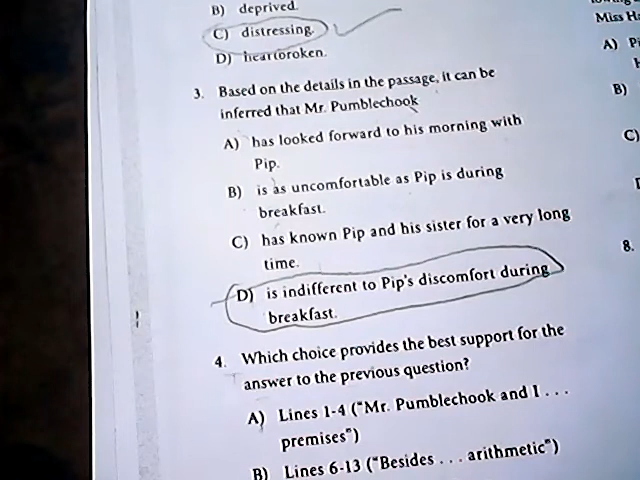 B) deprived.
C) distressing.
D) heartbroken.
3. Based on the details in the passage, it can be
inferred that Mr. Pumblechook
A) has looked forward to his morning with
Pip.
B) is as uncomfortable as Pip is during
breakfast.
C) has known Pip and his sister for a very long
time.
D) is indifferent to Pip's discomfort during
breakfast.
4. Which choice provides the best support for the
answer to the previous question?
A) Lines 1-4 ("Mr. Pumblechook and I . . .
premises")
B) Lines 6-13 ("Besides . . . arithmetic")
Miss
A)
B)
C)
8.